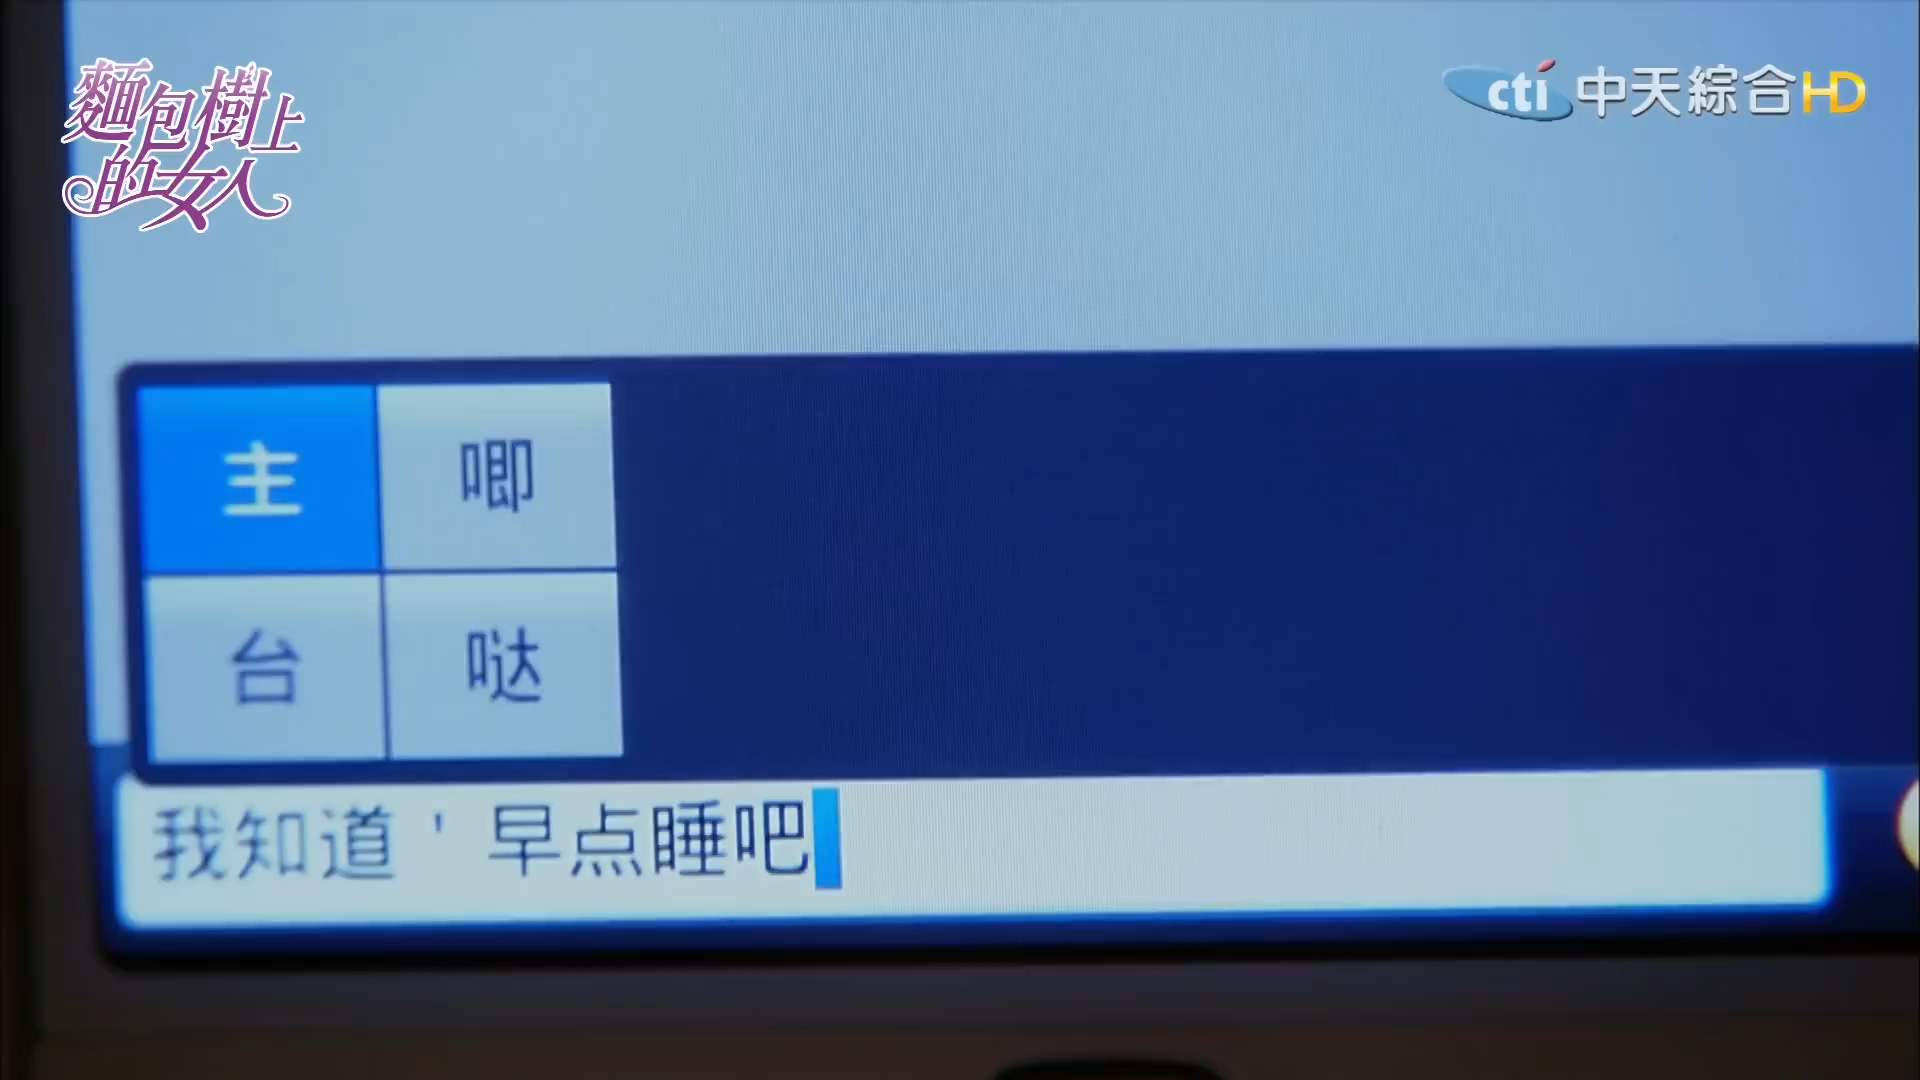 麵包樹上
的女人
cti 中天綜合HD
主 唧
台 哒
我知道'早点睡吧